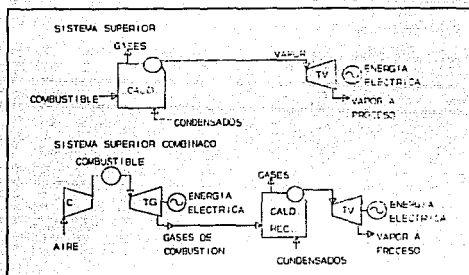 SISTEMA SUPERIOR
GASES
VAPOR
TV
ENERGIA
ELECTRICA
COMBUSTIBLE
CALD.
VAPOR A
PROCESO
CONDENSADOS
SISTEMA SUPERIOR COMBINADO
COMBUSTIBLE
C
TG
ENERGIA
ELECTRICA
AIRE
GASES DE
COMBUSTION
GASES
CALD.
REC.
TV
ENERGIA
ELECTRICA
VAPOR A
PROCESO
CONDENSADOS